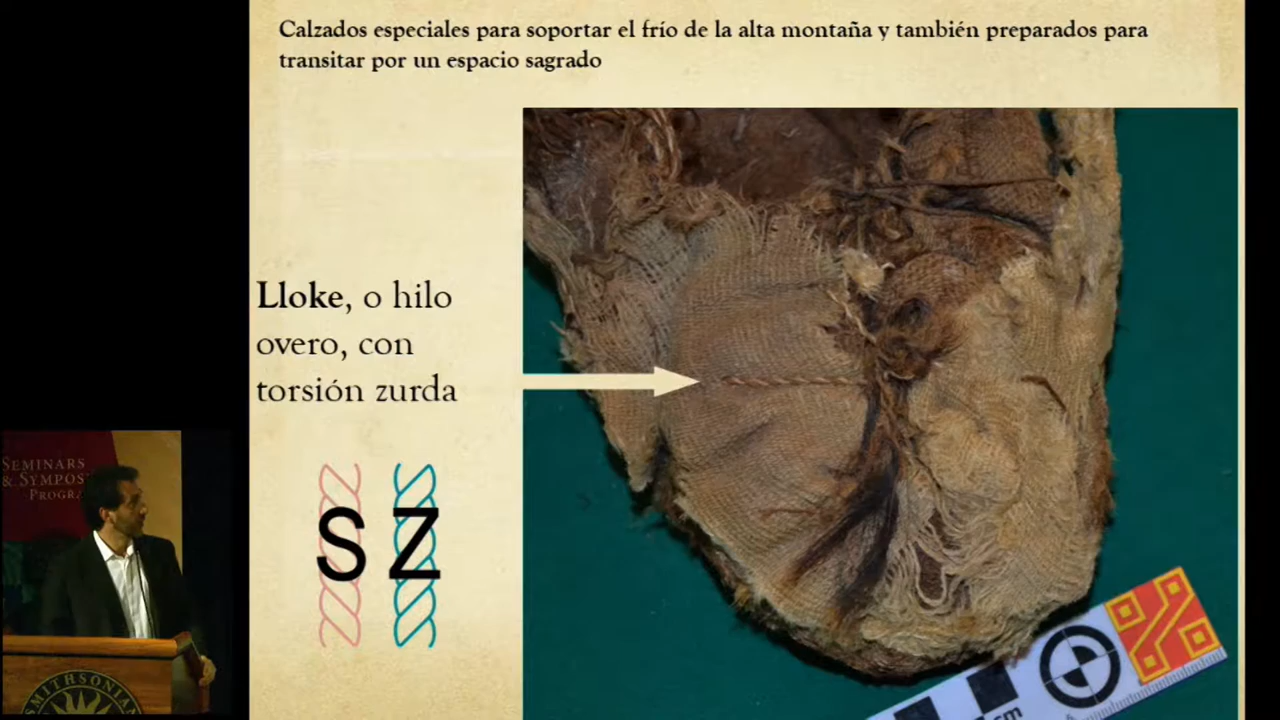 Calzados especiales para soportar el frío de la alta montaña y también preparados para
transitar por un espacio sagrado
Lloke, o hilo
overo, con
torsión zurda
S Z
SEMINARS
& SYMPOS
PROGRA
SMITHSONIAN
cm